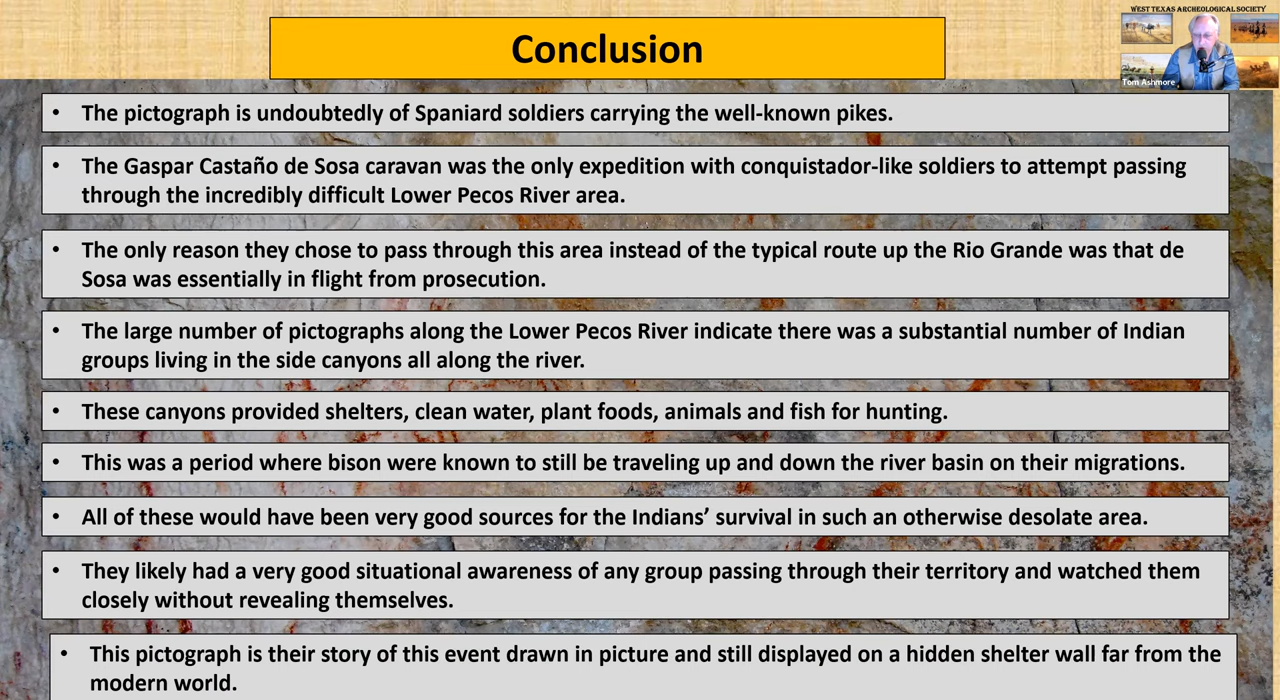 WEST TEXAS ARCHEOLOGICAL SOCIETY
Conclusion
Tom Ashmore
• The pictograph is undoubtedly of Spaniard soldiers carrying the well-known pikes.
• The Gaspar Castaño de Sosa caravan was the only expedition with conquistador-like soldiers to attempt passing
through the incredibly difficult Lower Pecos River area.
• The only reason they chose to pass through this area instead of the typical route up the Rio Grande was that de
Sosa was essentially in flight from prosecution.
• The large number of pictographs along the Lower Pecos River indicate there was a substantial number of Indian
groups living in the side canyons all along the river.
• These canyons provided shelters, clean water, plant foods, animals and fish for hunting.
• This was a period where bison were known to still be traveling up and down the river basin on their migrations.
• All of these would have been very good sources for the Indians’ survival in such an otherwise desolate area.
• They likely had a very good situational awareness of any group passing through their territory and watched them
closely without revealing themselves.
• This pictograph is their story of this event drawn in picture and still displayed on a hidden shelter wall far from the
modern world.